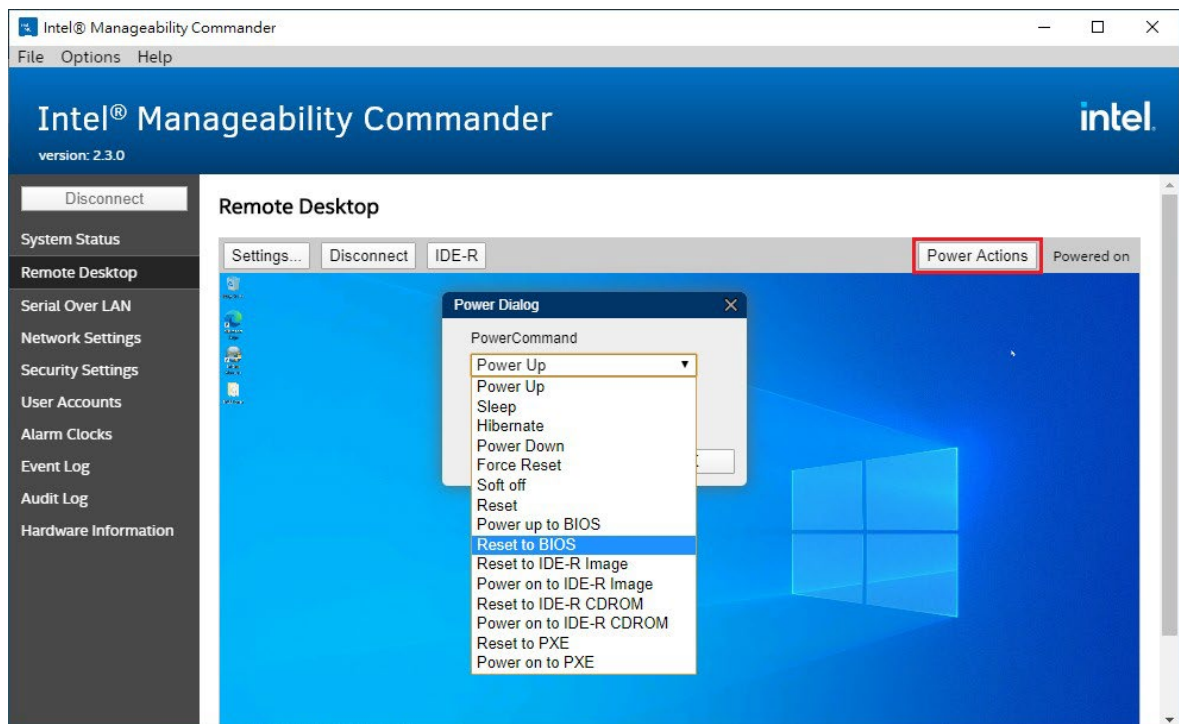 Intel® Manageability Commander
File Options Help
Intel® Manageability Commander
version: 2.3.0
intel.
Disconnect
System Status
Remote Desktop
Serial Over LAN
Network Settings
Security Settings
User Accounts
Alarm Clocks
Event Log
Audit Log
Hardware Information
Remote Desktop
Settings... Disconnect IDE-R Power Actions Powered on
Power Dialog
PowerCommand
Power Up
Power Up
Sleep
Hibernate
Power Down
Force Reset
Soft off
Reset
Power up to BIOS
Reset to BIOS
Reset to IDE-R Image
Power on to IDE-R Image
Reset to IDE-R CDROM
Power on to IDE-R CDROM
Reset to PXE
Power on to PXE